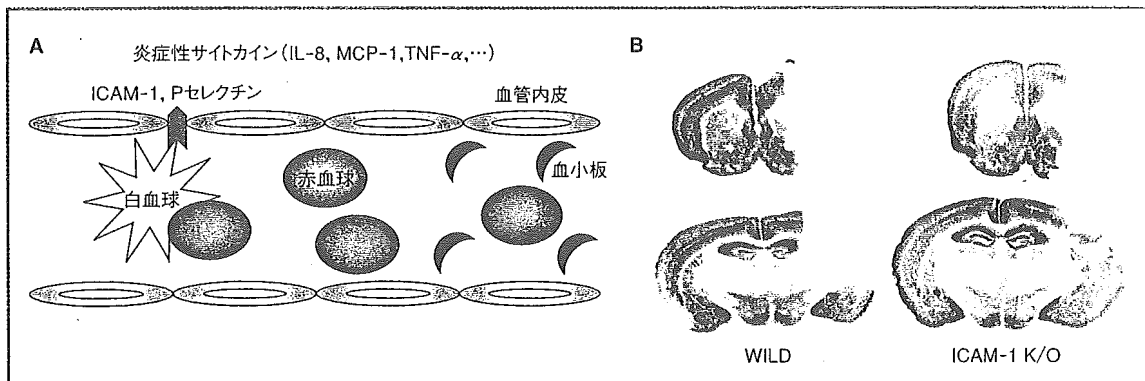 A
炎症性サイトカイン(IL-8, MCP-1,TNF-α,…)
ICAM-1, Pセレクチン
血管内皮
白血球
赤血球
血小板
B
WILD
ICAM-1 K/O